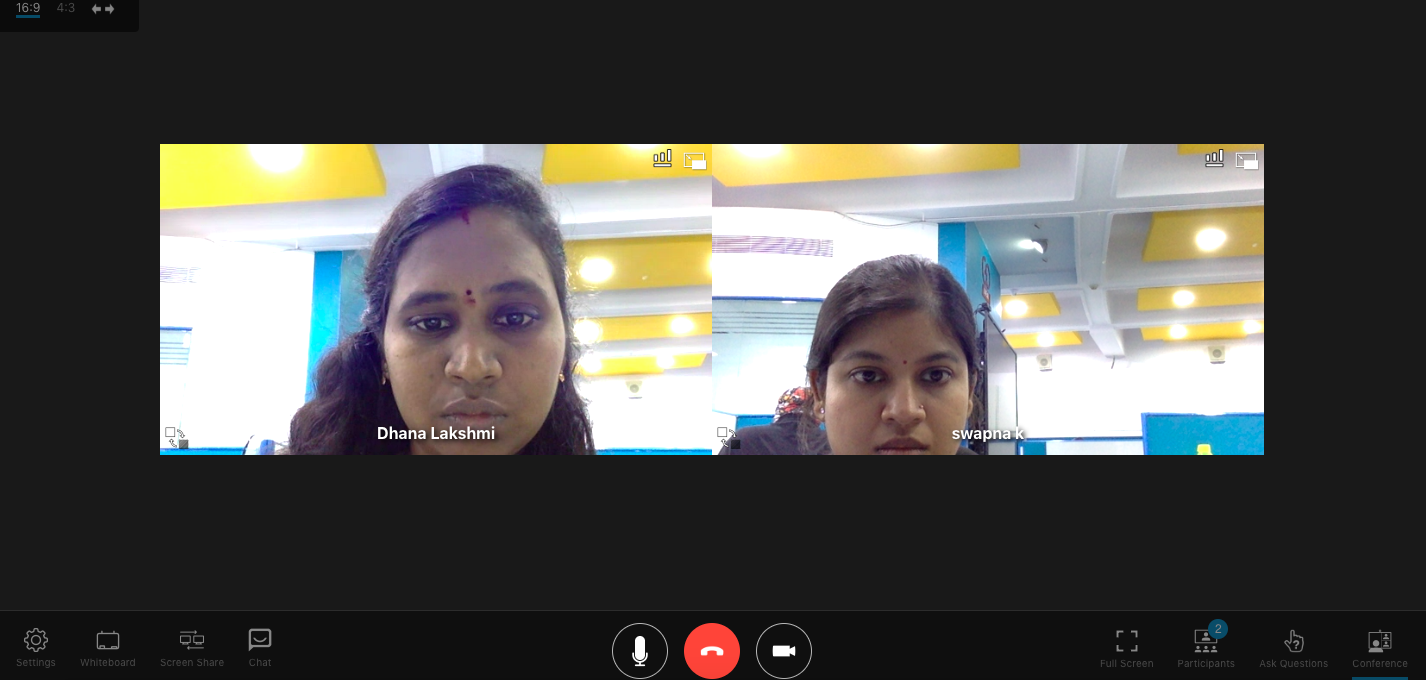 16:9 4:3
Dhana Lakshmi
swapna k
Settings
Whiteboard
Screen Share
Chat
Full Screen
2
Participants
Ask Questions
Conference